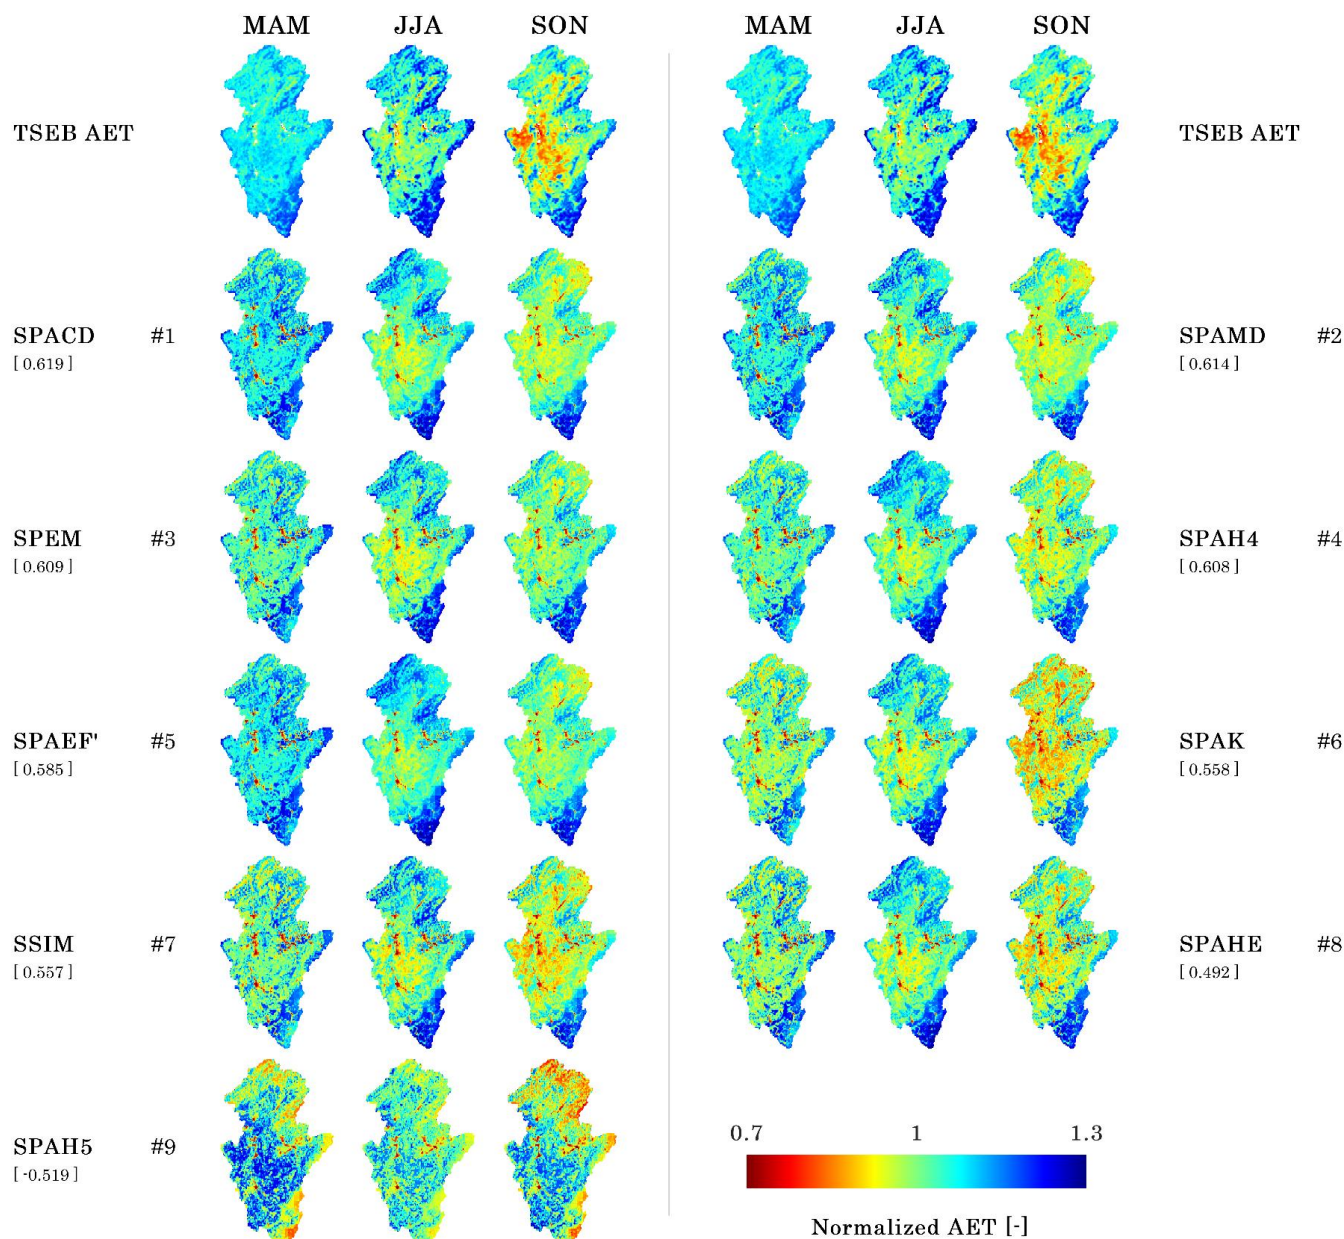 MAM JJA SON MAM JJA SON
TSEB AET TSEB AET
SPACD #1 SPAMD #2
[ 0.619 ] [ 0.614 ]
SPEM #3 SPAH4 #4
[ 0.609 ] [ 0.608 ]
SPAEF' #5 SPAK #6
[ 0.585 ] [ 0.558 ]
SSIM #7 SPAHE #8
[ 0.557 ] [ 0.492 ]
SPAH5 #9
[ -0.519 ]
0.7 1 1.3
Normalized AET [-]